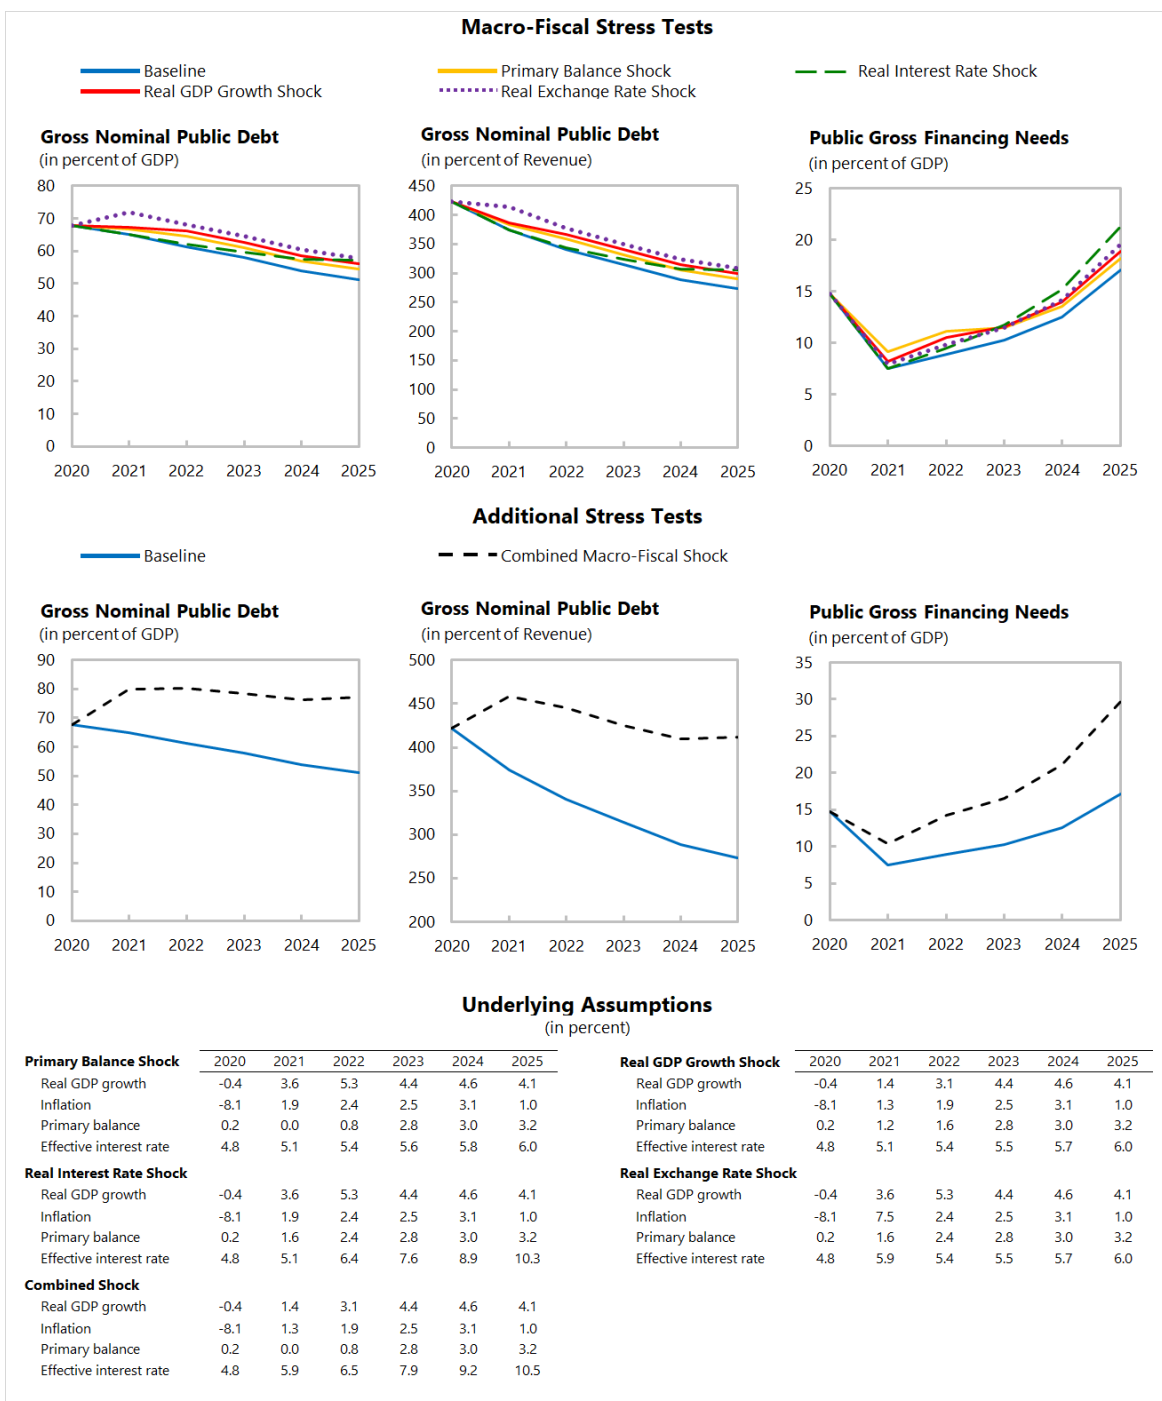 Macro-Fiscal Stress Tests
Baseline
Primary Balance Shock
Real Interest Rate Shock
Real GDP Growth Shock
Real Exchange Rate Shock
Gross Nominal Public Debt
(in percent of GDP)
80
70
60
50
40
30
20
10
0
2020 2021 2022 2023 2024 2025
Gross Nominal Public Debt
(in percent of Revenue)
450
400
350
300
250
200
150
100
50
0
2020 2021 2022 2023 2024 2025
Public Gross Financing Needs
(in percent of GDP)
25
20
15
10
5
0
2020 2021 2022 2023 2024 2025
Additional Stress Tests
Baseline
Combined Macro-Fiscal Shock
Gross Nominal Public Debt
(in percent of GDP)
90
80
70
60
50
40
30
20
10
0
2020 2021 2022 2023 2024 2025
Gross Nominal Public Debt
(in percent of Revenue)
500
450
400
350
300
250
200
2020 2021 2022 2023 2024 2025
Public Gross Financing Needs
(in percent of GDP)
35
30
25
20
15
10
5
0
2020 2021 2022 2023 2024 2025
Underlying Assumptions
(in percent)
Primary Balance Shock 2020 2021 2022 2023 2024 2025
Real GDP growth -0.4 3.6 5.3 4.4 4.6 4.1
Inflation -8.1 1.9 2.4 2.5 3.1 1.0
Primary balance 0.2 0.0 0.8 2.8 3.0 3.2
Effective interest rate 4.8 5.1 5.4 5.6 5.8 6.0
Real Interest Rate Shock
Real GDP growth -0.4 3.6 5.3 4.4 4.6 4.1
Inflation -8.1 1.9 2.4 2.5 3.1 1.0
Primary balance 0.2 1.6 2.4 2.8 3.0 3.2
Effective interest rate 4.8 5.1 6.4 7.6 8.9 10.3
Combined Shock
Real GDP growth -0.4 1.4 3.1 4.4 4.6 4.1
Inflation -8.1 1.3 1.9 2.5 3.1 1.0
Primary balance 0.2 0.0 0.8 2.8 3.0 3.2
Effective interest rate 4.8 5.9 6.5 7.9 9.2 10.5
Real GDP Growth Shock 2020 2021 2022 2023 2024 2025
Real GDP growth -0.4 1.4 3.1 4.4 4.6 4.1
Inflation -8.1 1.3 1.9 2.5 3.1 1.0
Primary balance 0.2 1.2 1.6 2.8 3.0 3.2
Effective interest rate 4.8 5.1 5.4 5.5 5.7 6.0
Real Exchange Rate Shock
Real GDP growth -0.4 3.6 5.3 4.4 4.6 4.1
Inflation -8.1 7.5 2.4 2.5 3.1 1.0
Primary balance 0.2 1.6 2.4 2.8 3.0 3.2
Effective interest rate 4.8 5.9 5.4 5.5 5.7 6.0